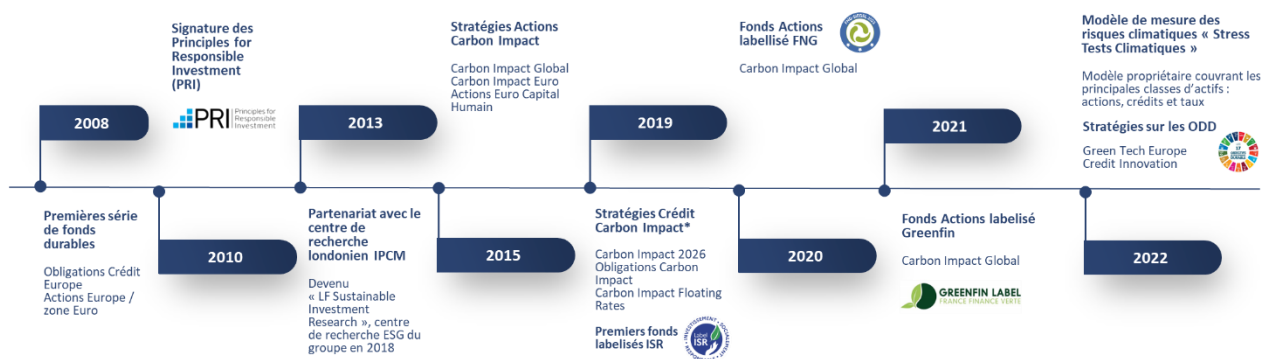 2008
Premières série
de fonds
durables
Obligations Crédit
Europe
Actions Europe /
zone Euro
Signature des
Principles for
Responsible
Investment
(PRI)
PRI
Principles for
Responsible
Investment
2010
2013
Partenariat avec le
centre de
recherche
londonien IPCM
Devenu
« LF Sustainable
Investment
Research », centre
de recherche ESG du
groupe en 2018
Stratégies Actions
Carbon Impact
Carbon Impact Global
Carbon Impact Euro
Actions Euro Capital
Humain
2015
2019
Stratégies Crédit
Carbon Impact*
Carbon Impact 2026
Obligations Carbon
Impact
Carbon Impact Floating
Rates
Premiers fonds
labelisés ISR
INVESTISSEMENT SOCIALEMENT
Label
ISR
Fonds Actions
labellisé FNG
Carbon Impact Global
2020
2021
Fonds Actions labelisé
Greenfin
Carbon Impact Global
GREENFIN LABEL
FRANCE FINANCE VERTE
Modèle de mesure des
risques climatiques « Stress
Tests Climatiques »
Modèle propriétaire couvrant les
principales classes d'actifs :
actions, crédits et taux
Stratégies sur les ODD
Green Tech Europe
Credit Innovation
2022